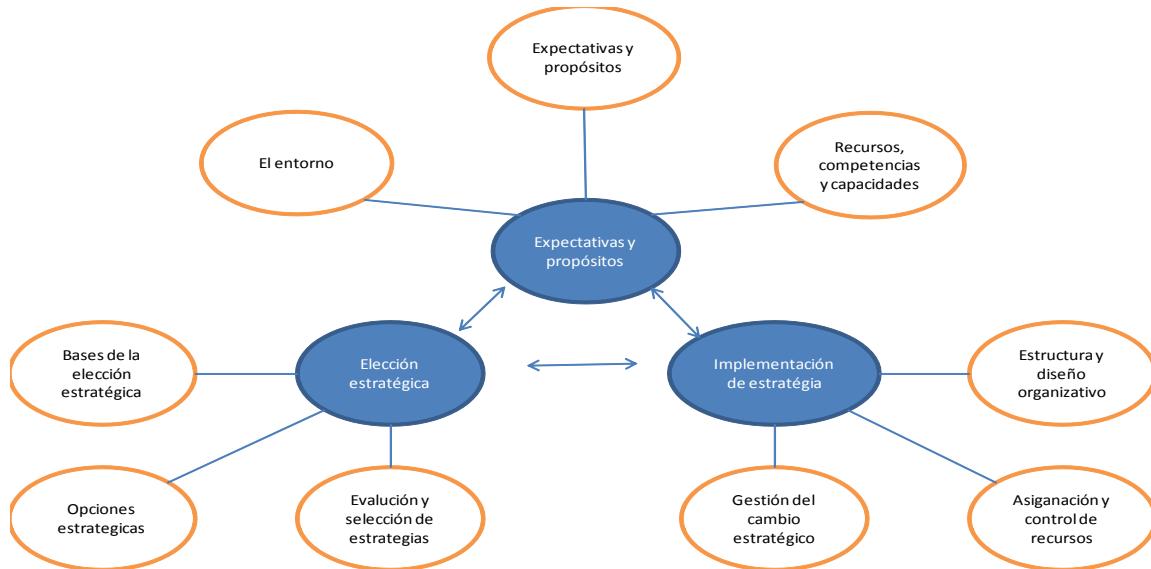 Expectativas y
propósitos
El entorno
Recursos,
competencias
y capacidades
Expectativas y
propósitos
Bases de la
elección
estratégica
Elección
estratégica
Implementación
de estratégia
Estructura y
diseño
organizativo
Opciones
estrategicas
Evalución y
selección de
estrategias
Gestión del
cambio
estratégico
Asiganación y
control de
recursos